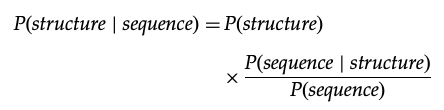 P(structure | sequence) = P(structure)
× P(sequence | structure)
P(sequence)